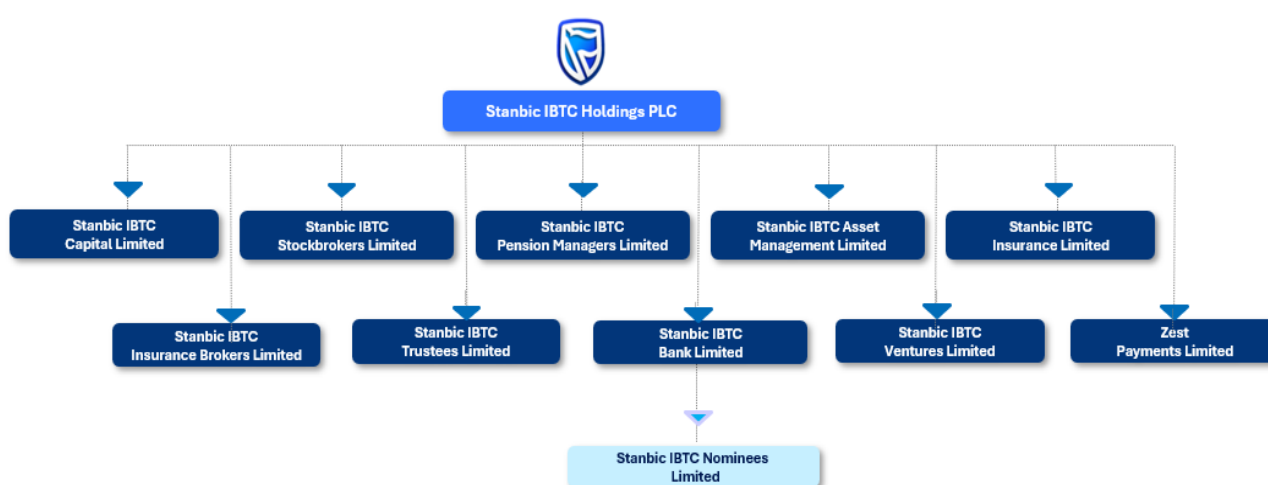 Stanbic IBTC Holdings PLC
Stanbic IBTC
Capital Limited
Stanbic IBTC
Stockbrokers Limited
Stanbic IBTC
Pension Managers Limited
Stanbic IBTC Asset
Management Limited
Stanbic IBTC
Insurance Limited
Stanbic IBTC
Insurance Brokers Limited
Stanbic IBTC
Trustees Limited
Stanbic IBTC
Bank Limited
Stanbic IBTC
Ventures Limited
Zest
Payments Limited
Stanbic IBTC Nominees
Limited